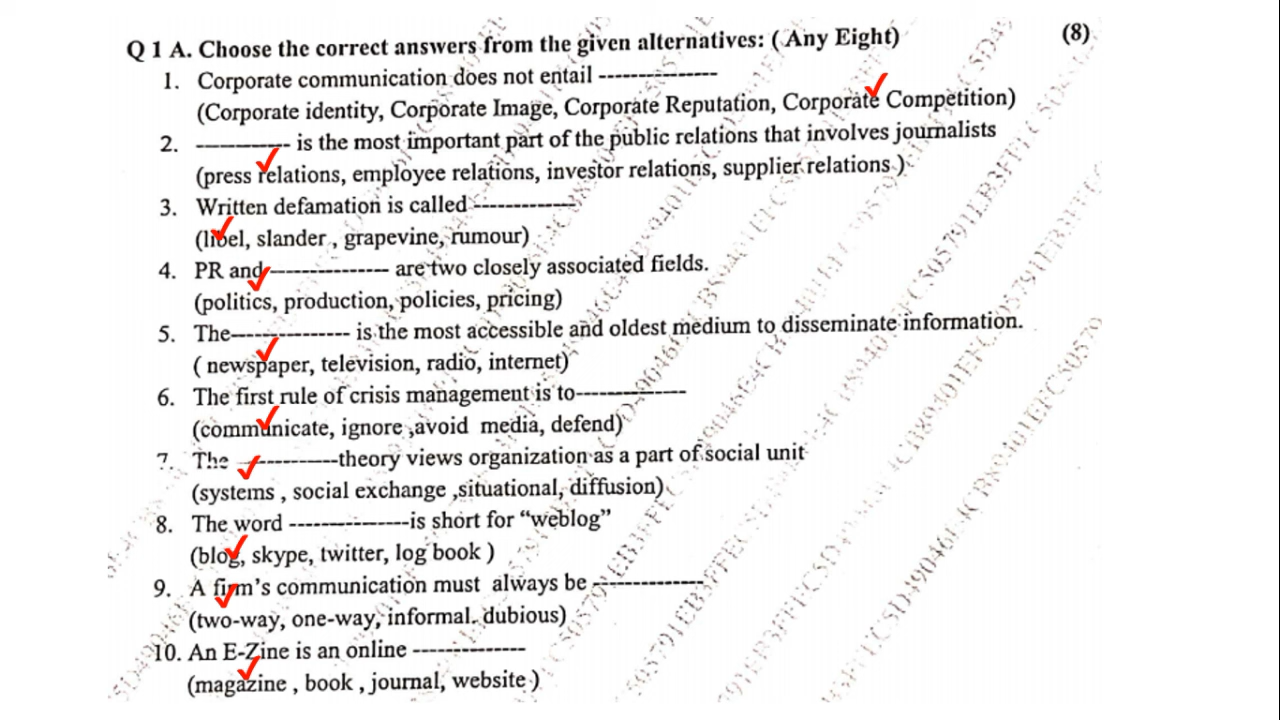 Q 1 A. Choose the correct answers from the given alternatives: ( Any Eight) (8)
1. Corporate communication does not entail ---------------
(Corporate identity, Corporate Image, Corporate Reputation, Corporate Competition)
2. ------------ is the most important part of the public relations that involves journalists
(press relations, employee relations, investor relations, supplier relations )
3. Written defamation is called -------------
(libel, slander , grapevine, rumour)
4. PR and --------------- are two closely associated fields.
(politics, production, policies, pricing)
5. The--------------- is the most accessible and oldest medium to disseminate information.
( newspaper, television, radio, internet)
6. The first rule of crisis management is to--------------
(communicate, ignore ,avoid media, defend)
7. The -------------theory views organization as a part of social unit
(systems , social exchange ,situational, diffusion)
8. The word ---------------is short for “weblog”
(blog, skype, twitter, log book )
9. A firm’s communication must always be --------------
(two-way, one-way, informal. dubious)
10. An E-Zine is an online --------------
(magazine , book , journal, website )